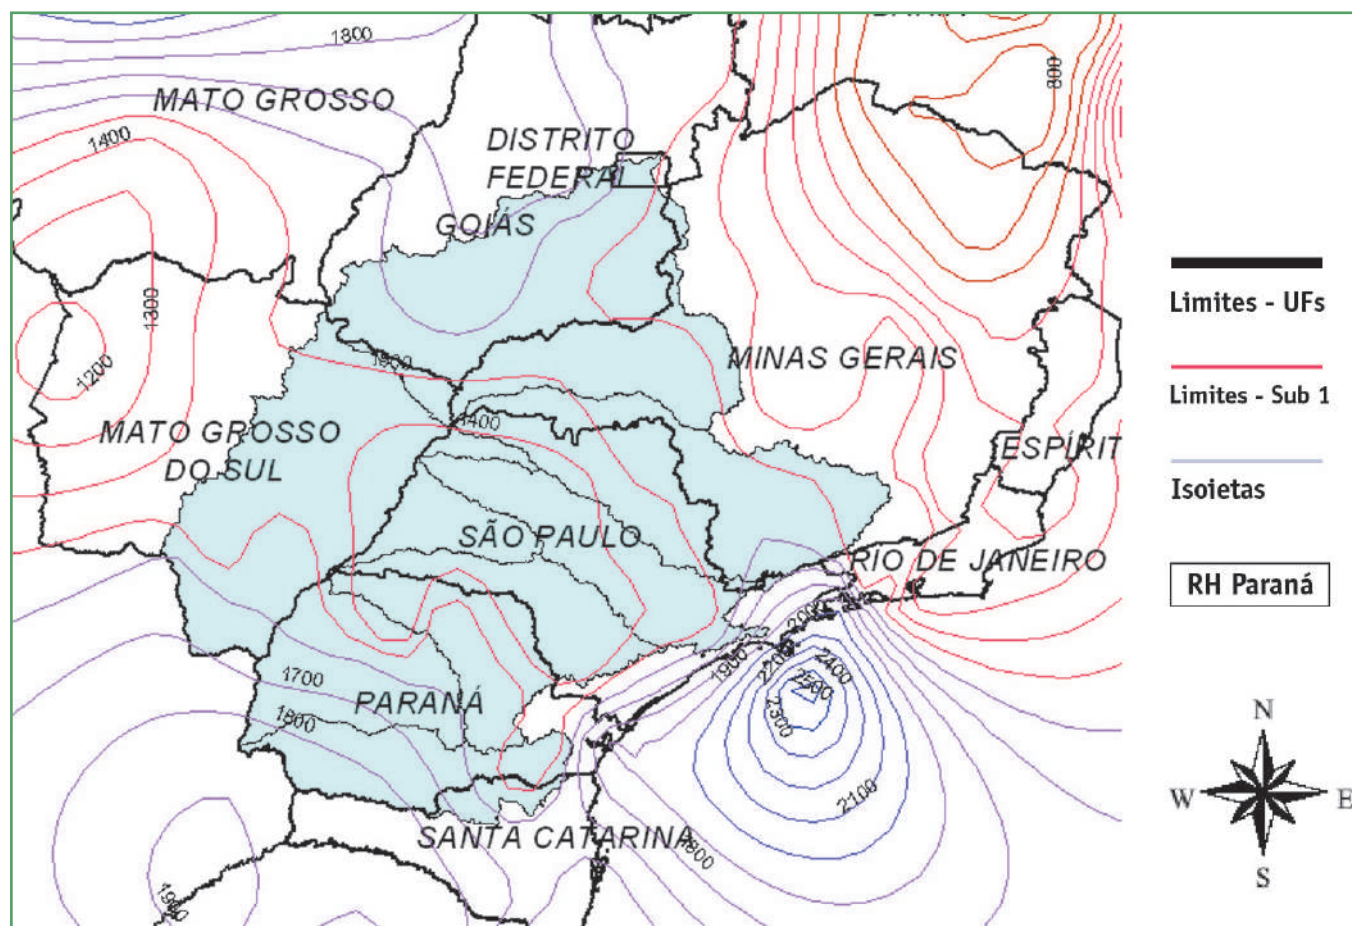 1800
MATO GROSSO
1400
DISTRITO
FEDERAL
GOIÁS
800
1300
1200
MINAS GERAIS
1400
MATO GROSSO
DO SUL
ESPÍRIT
SÃO PAULO
RIO DE JANEIRO
2000
1900
2200
2400
2300
1700
1800
PARANÁ
2100
SANTA CATARINA
1800
1900
Limites - UFs
Limites - Sub 1
Isoietas
RH Paraná
N
W
E
S